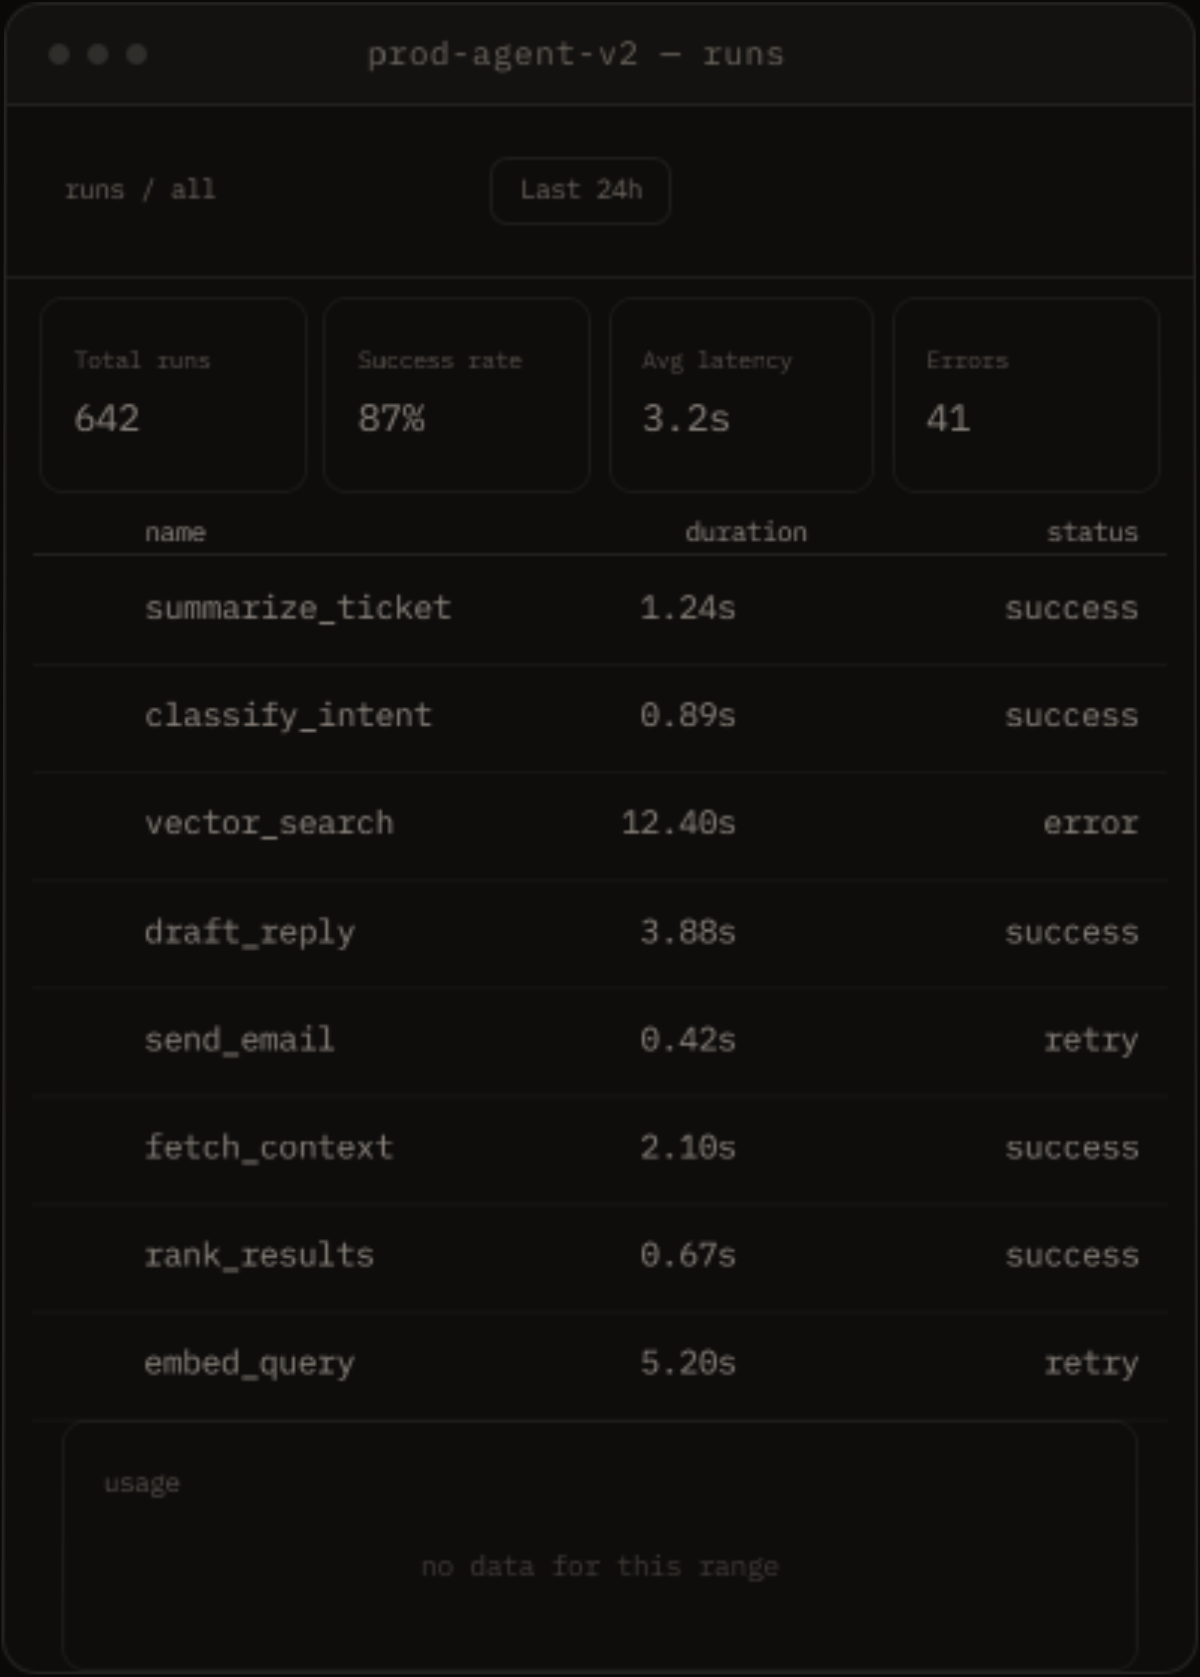 prod-agent-v2 — runs
runs / all Last 24h
Total runs Success rate Avg latency Errors
642 87% 3.2s 41
name duration status
summarize_ticket 1.24s success
classify_intent 0.89s success
vector_search 12.40s error
draft_reply 3.88s success
send_email 0.42s retry
fetch_context 2.10s success
rank_results 0.67s success
embed_query 5.20s retry
usage
no data for this range